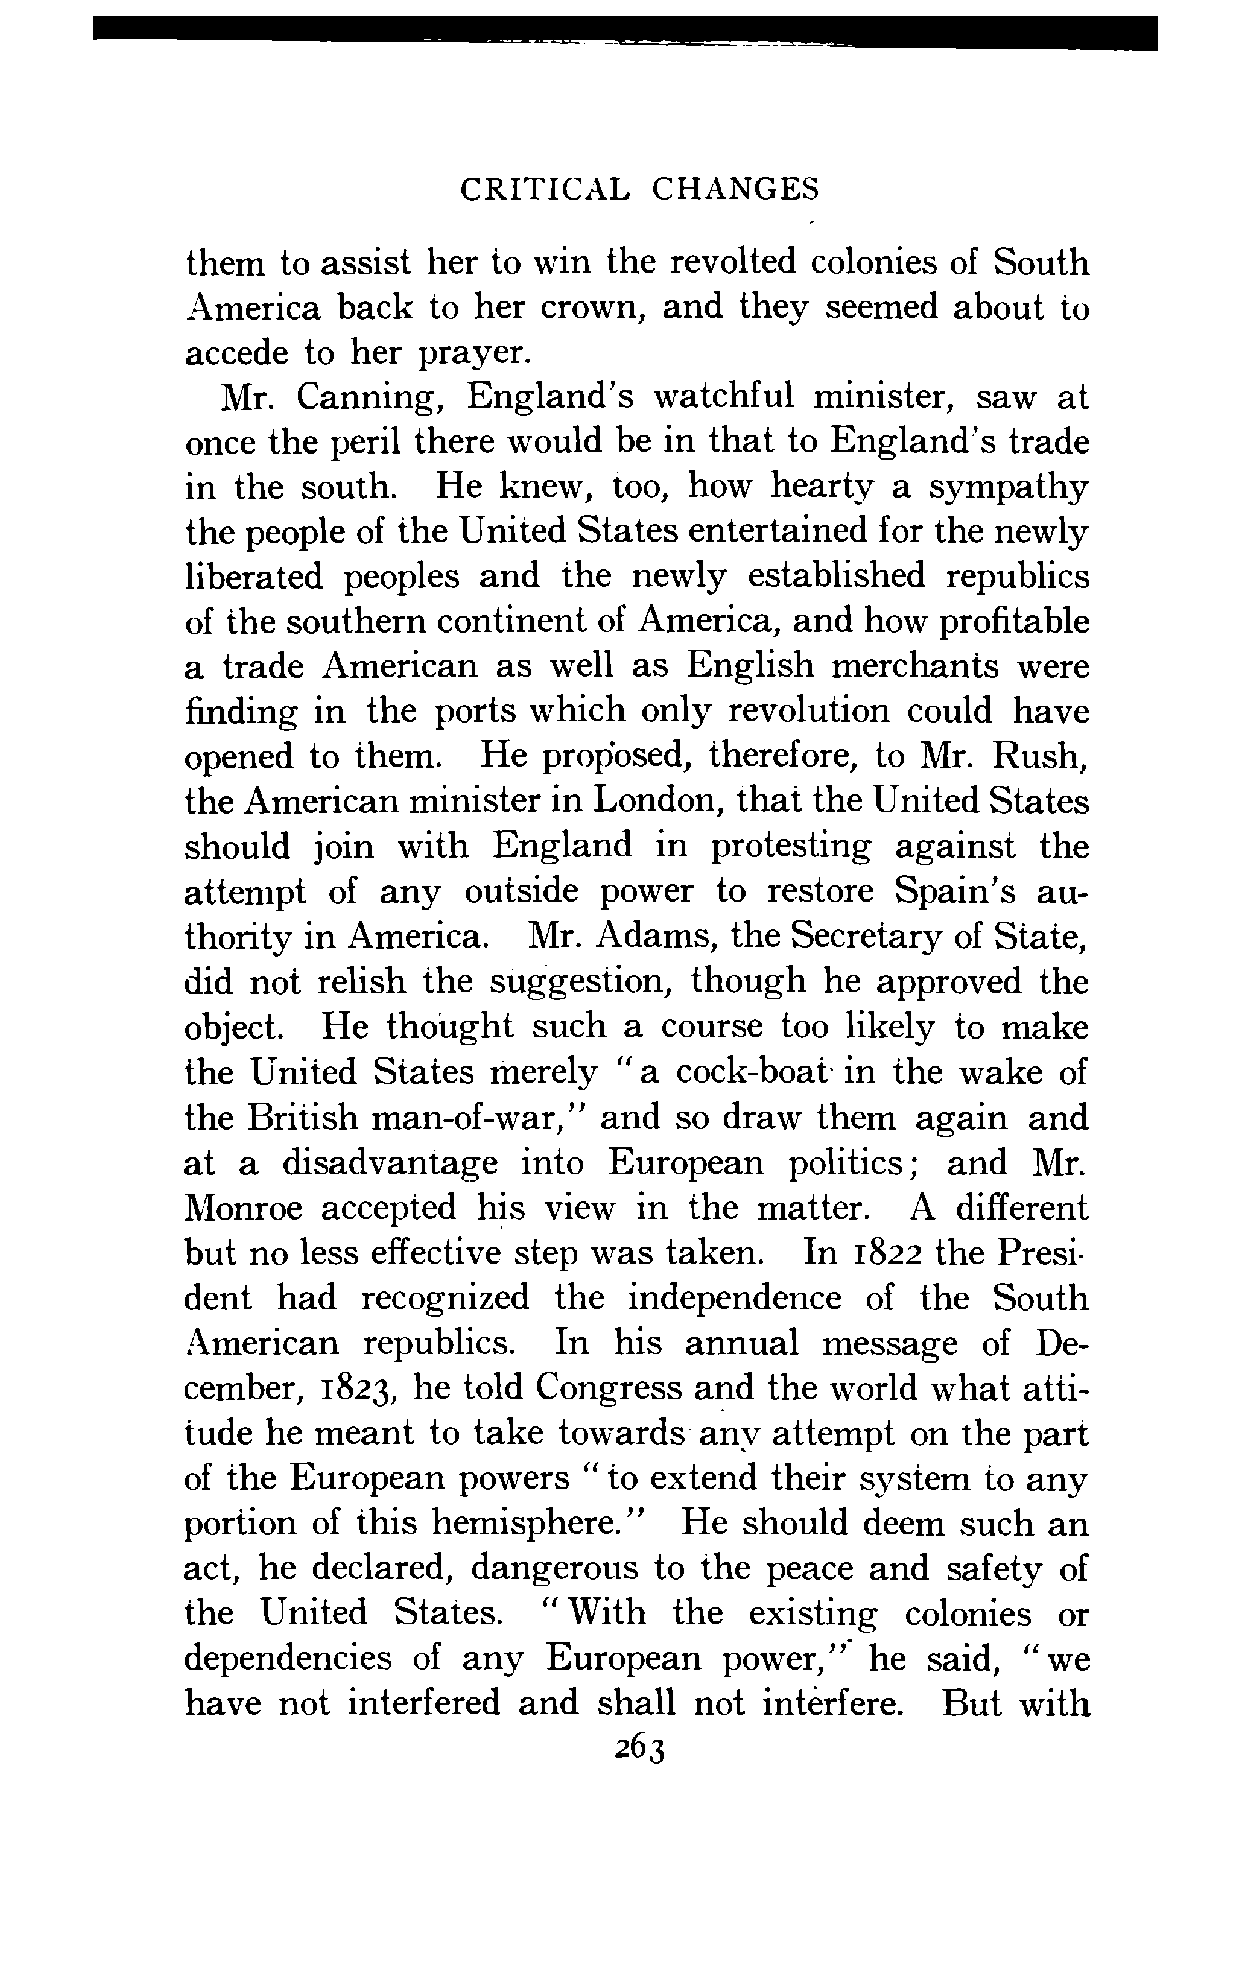 CRITICAL CHANGES
them to assist her to win the revolted colonies of South
America back to her crown, and they seemed about to
accede to her prayer.
Mr. Canning, England's watchful minister, saw at
once the peril there would be in that to England's trade
in the south. He knew, too, how hearty a sympathy
the people of the United States entertained for the newly
liberated peoples and the newly established republics
of the southern continent of America, and how profitable
a trade American as well as English merchants were
finding in the ports which only revolution could have
opened to them. He proposed, therefore, to Mr. Rush,
the American minister in London, that the United States
should join with England in protesting against the
attempt of any outside power to restore Spain's au-
thority in America. Mr. Adams, the Secretary of State,
did not relish the suggestion, though he approved the
object. He thought such a course too likely to make
the United States merely "a cock-boat in the wake of
the British man-of-war," and so draw them again and
at a disadvantage into European politics; and Mr.
Monroe accepted his view in the matter. A different
but no less effective step was taken. In 1822 the Presi-
dent had recognized the independence of the South
American republics. In his annual message of De-
cember, 1823, he told Congress and the world what atti-
tude he meant to take towards any attempt on the part
of the European powers "to extend their system to any
portion of this hemisphere." He should deem such an
act, he declared, dangerous to the peace and safety of
the United States. "With the existing colonies or
dependencies of any European power," he said, "we
have not interfered and shall not interfere. But with
263